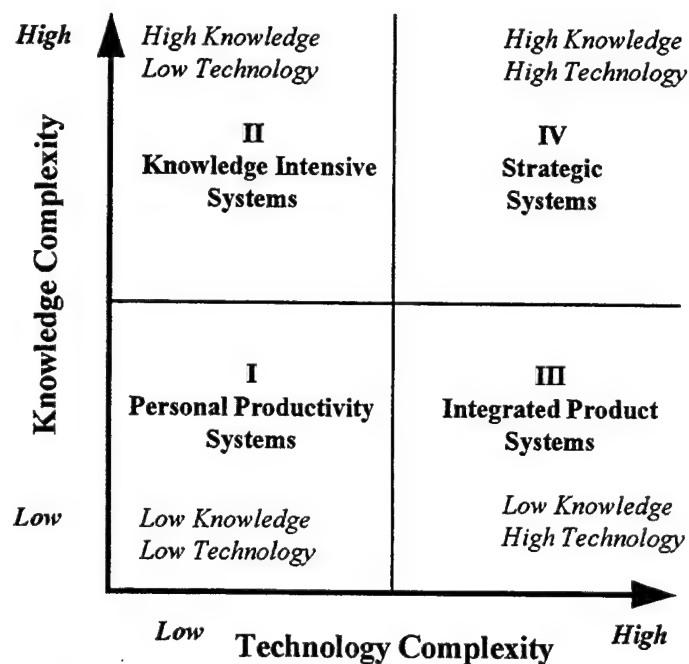 High
High Knowledge
Low Technology
High Knowledge
High Technology
II
Knowledge Intensive
Systems
IV
Strategic
Systems
Knowledge Complexity
I
Personal Productivity
Systems
III
Integrated Product
Systems
Low
Low Knowledge
Low Technology
Low Knowledge
High Technology
Low
Technology Complexity
High